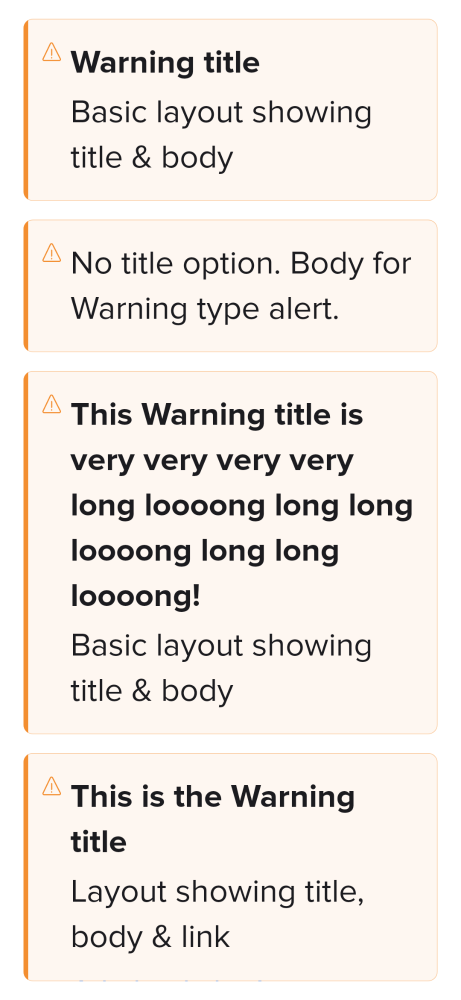 Warning title
Basic layout showing
title & body
No title option. Body for
Warning type alert.
This Warning title is
very very very very
long loooong long long
loooong long long
loooong!
Basic layout showing
title & body
This is the Warning
title
Layout showing title,
body & link